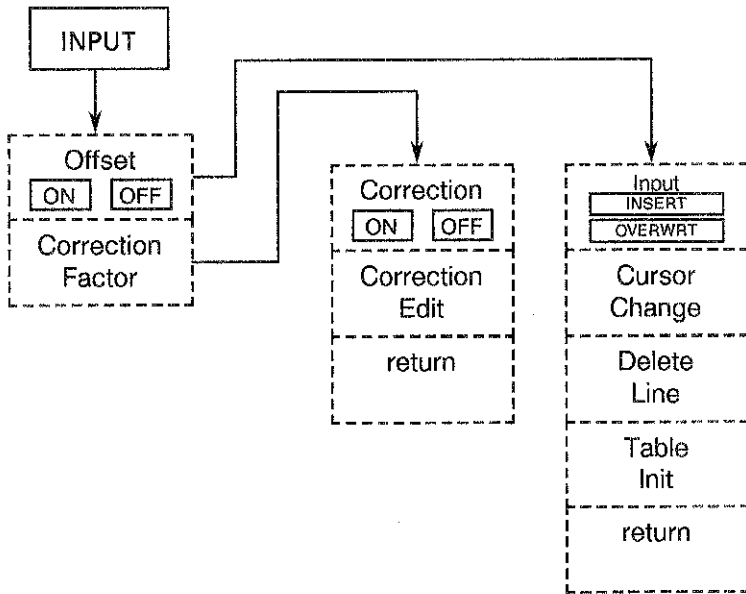 INPUT
Offset
ON OFF
Correction
Factor
Correction
ON OFF
Correction
Edit
return
Input
INSERT
OVERWRT
Cursor
Change
Delete
Line
Table
Init
return